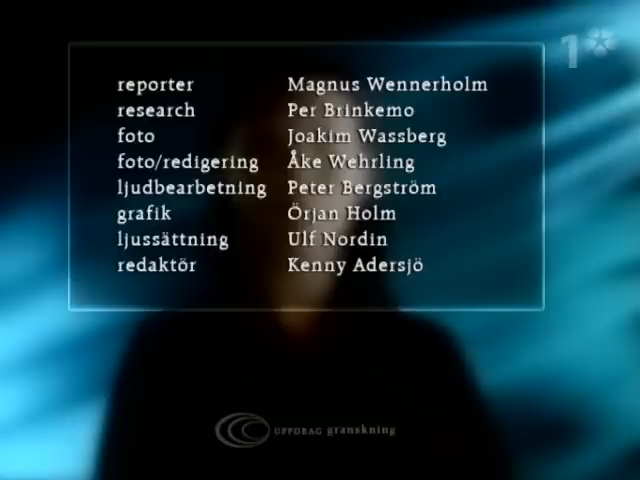 1
reporter Magnus Wennerholm
research Per Brinkemo
foto Joakim Wassberg
foto/redigering Åke Wehrling
ljudbearbetning Peter Bergström
grafik Örjan Holm
ljussättning Ulf Nordin
redaktör Kenny Adersjö
UPPDRAG granskning